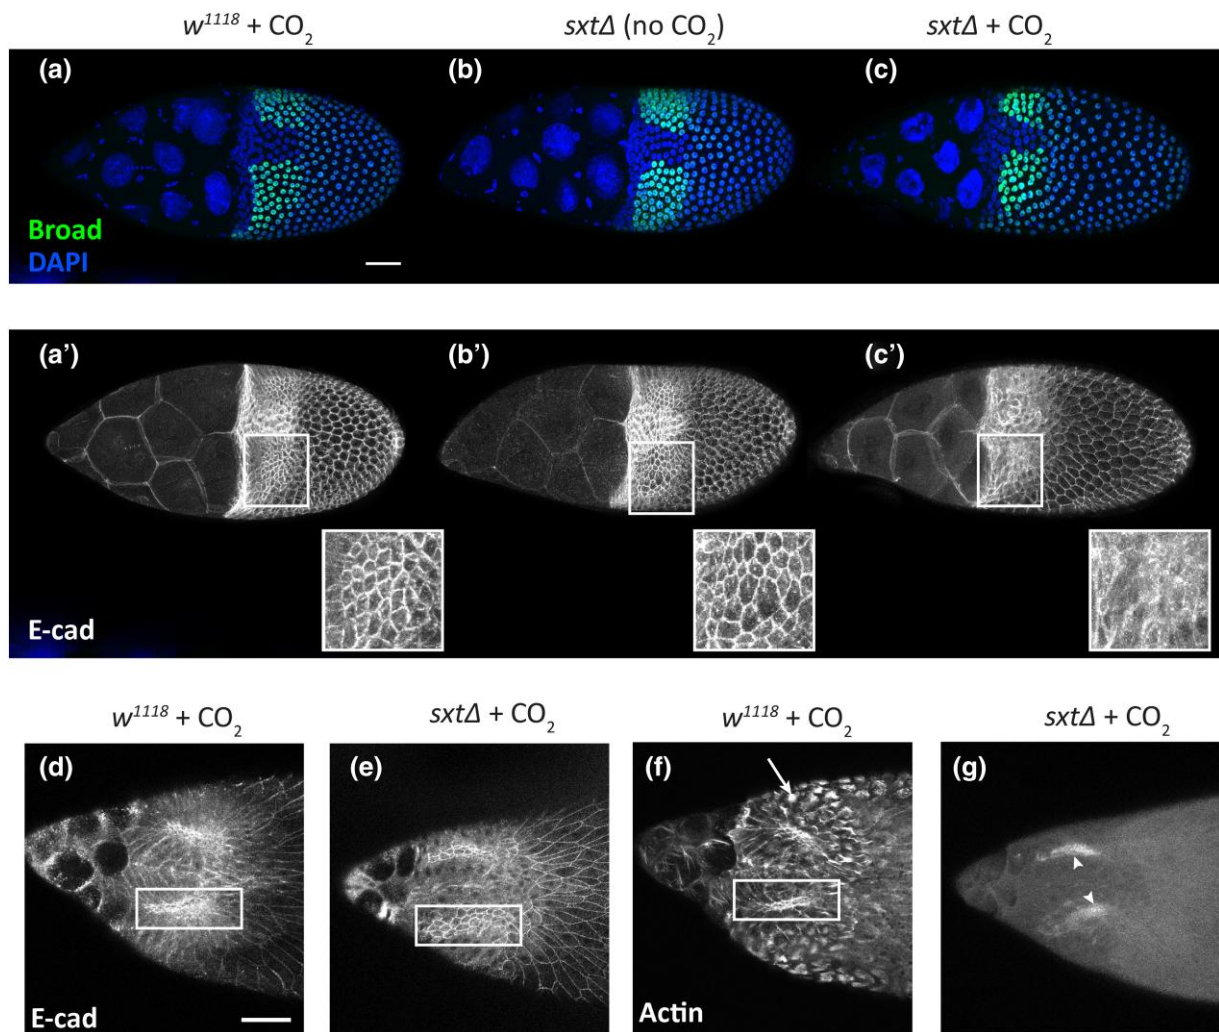 w¹¹¹⁸ + CO₂ sxtΔ (no CO₂) sxtΔ + CO₂
(a) (b) (c)
Broad
DAPI
(a’) (b’) (c’)
E-cad
w¹¹¹⁸ + CO₂ sxtΔ + CO₂ w¹¹¹⁸ + CO₂ sxtΔ + CO₂
(d) (e) (f) (g)
E-cad Actin